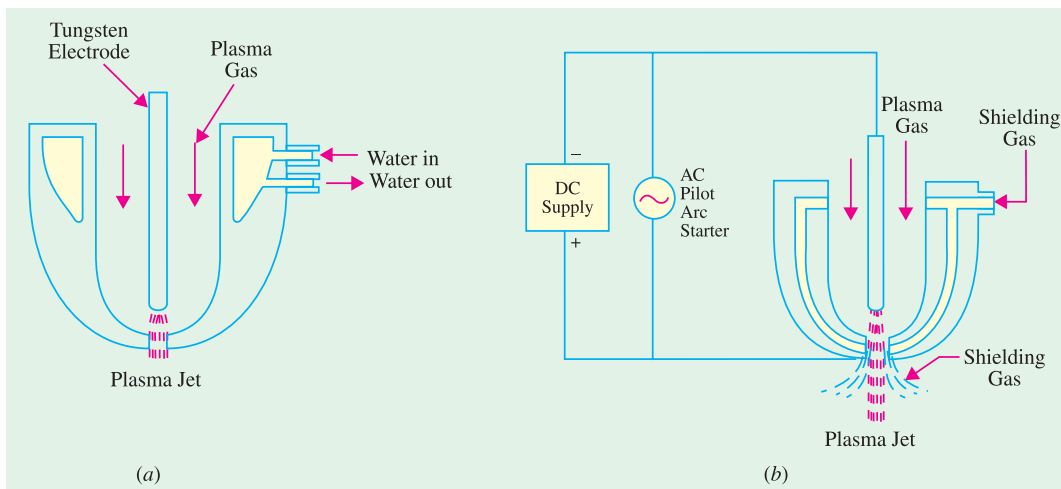 Tungsten
Electrode
Plasma
Gas
Water in
Water out
Plasma Jet
(a)
–
DC
Supply
+
AC
Pilot
Arc
Starter
Plasma
Gas
Shielding
Gas
Shielding
Gas
Plasma Jet
(b)